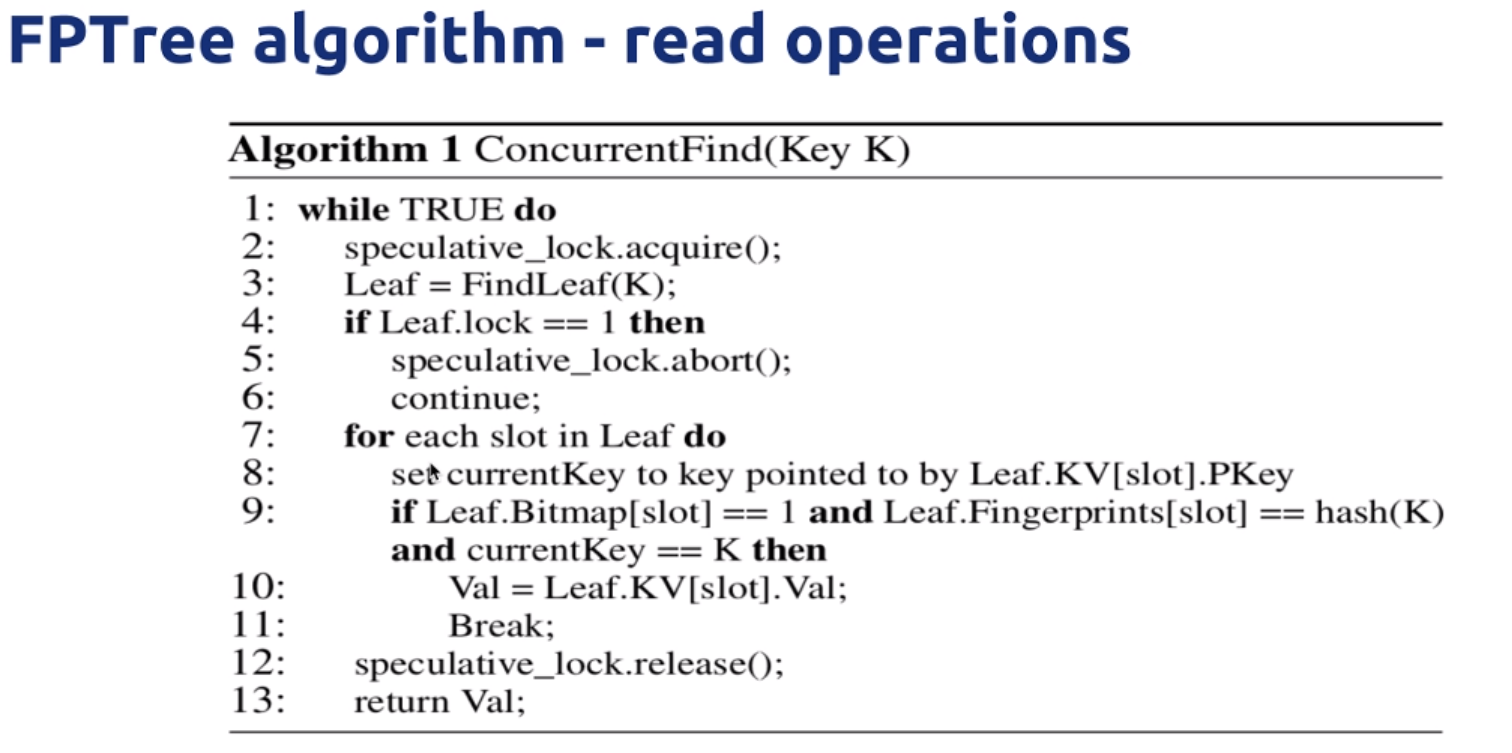 FPTree algorithm - read operations
Algorithm 1 ConcurrentFind(Key K)
1: while TRUE do
2: speculative_lock.acquire();
3: Leaf = FindLeaf(K);
4: if Leaf.lock == 1 then
5: speculative_lock.abort();
6: continue;
7: for each slot in Leaf do
8: set currentKey to key pointed to by Leaf.KV[slot].PKey
9: if Leaf.Bitmap[slot] == 1 and Leaf.Fingerprints[slot] == hash(K)
and currentKey == K then
10: Val = Leaf.KV[slot].Val;
11: Break;
12: speculative_lock.release();
13: return Val;